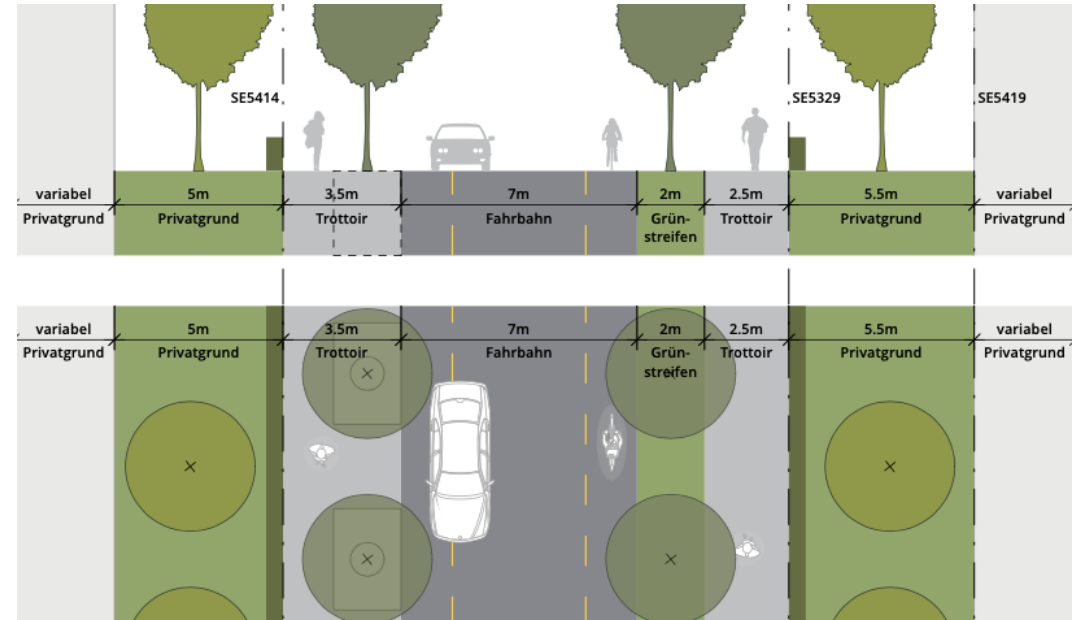 SE5414
SE5329
SE5419
variabel
5m
3.5m
7m
2m
2.5m
5.5m
variabel
Privatgrund
Privatgrund
Trottoir
Fahrbahn
Grün-
streifen
Trottoir
Privatgrund
Privatgrund
variabel
5m
3.5m
7m
2m
2.5m
5.5m
variabel
Privatgrund
Privatgrund
Trottoir
Fahrbahn
Grün-
streifen
Trottoir
Privatgrund
Privatgrund